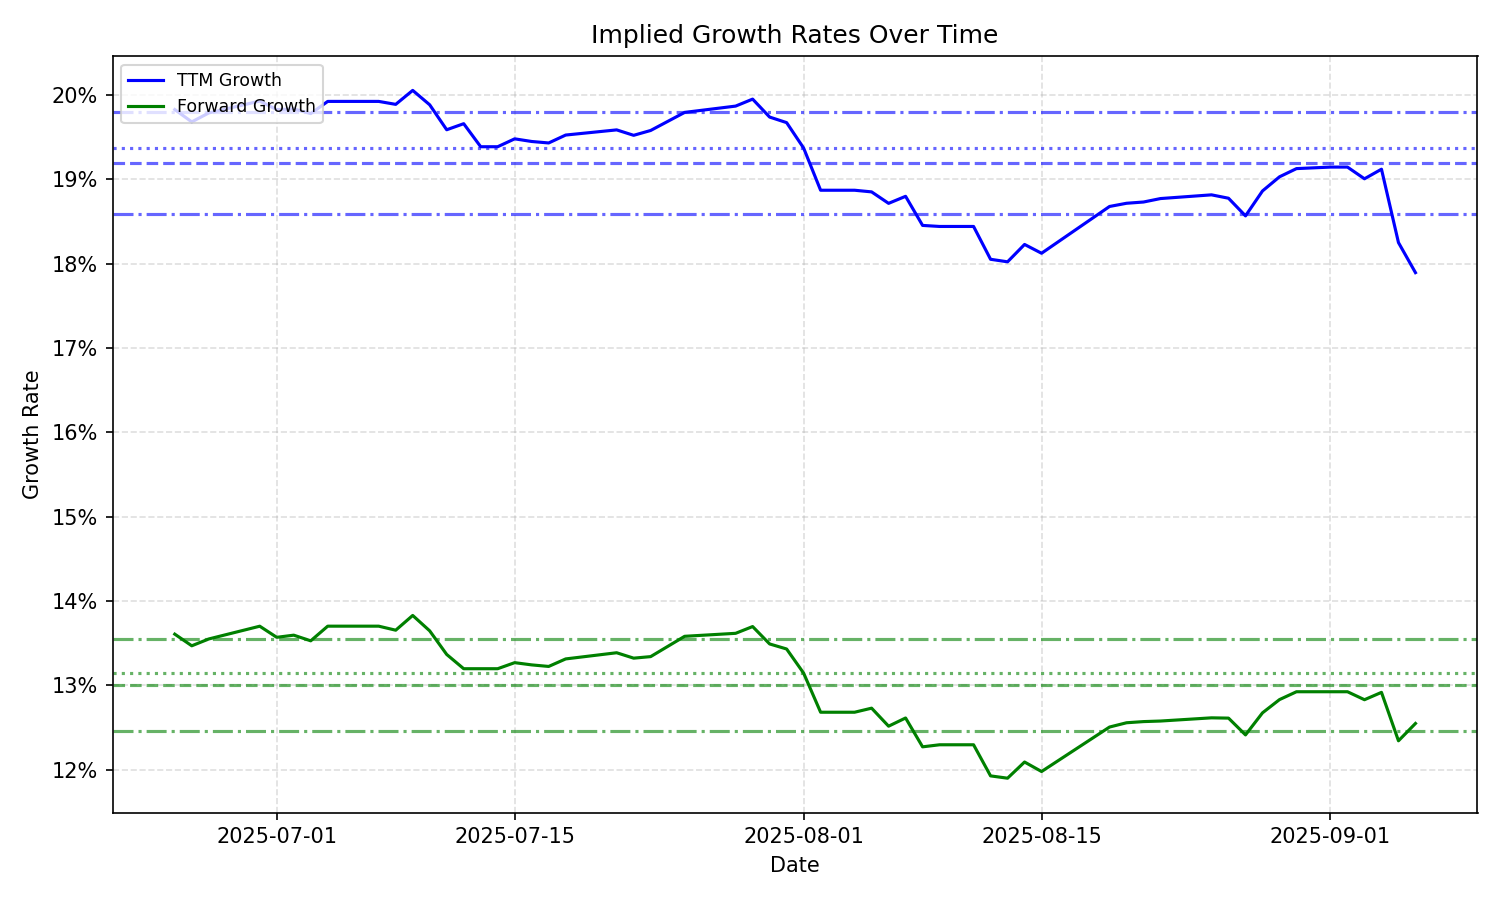 Implied Growth Rates Over Time
TTM Growth
Forward Growth
20%
19%
18%
17%
16%
15%
14%
13%
12%
Growth Rate
2025-07-01
2025-07-15
2025-08-01
2025-08-15
2025-09-01
Date